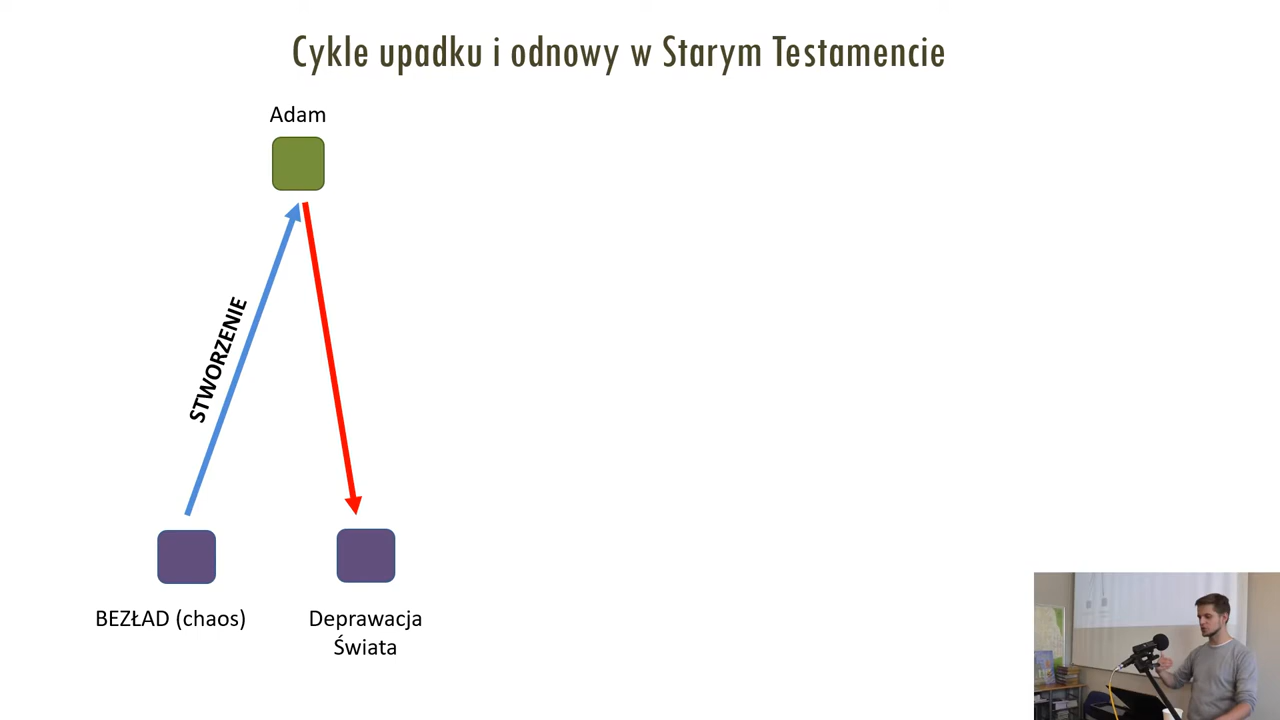 Cykle upadku i odnowy w Starym Testamencie
Adam
STWORZENIE
BEZŁAD (chaos)
Deprawacja
Świata